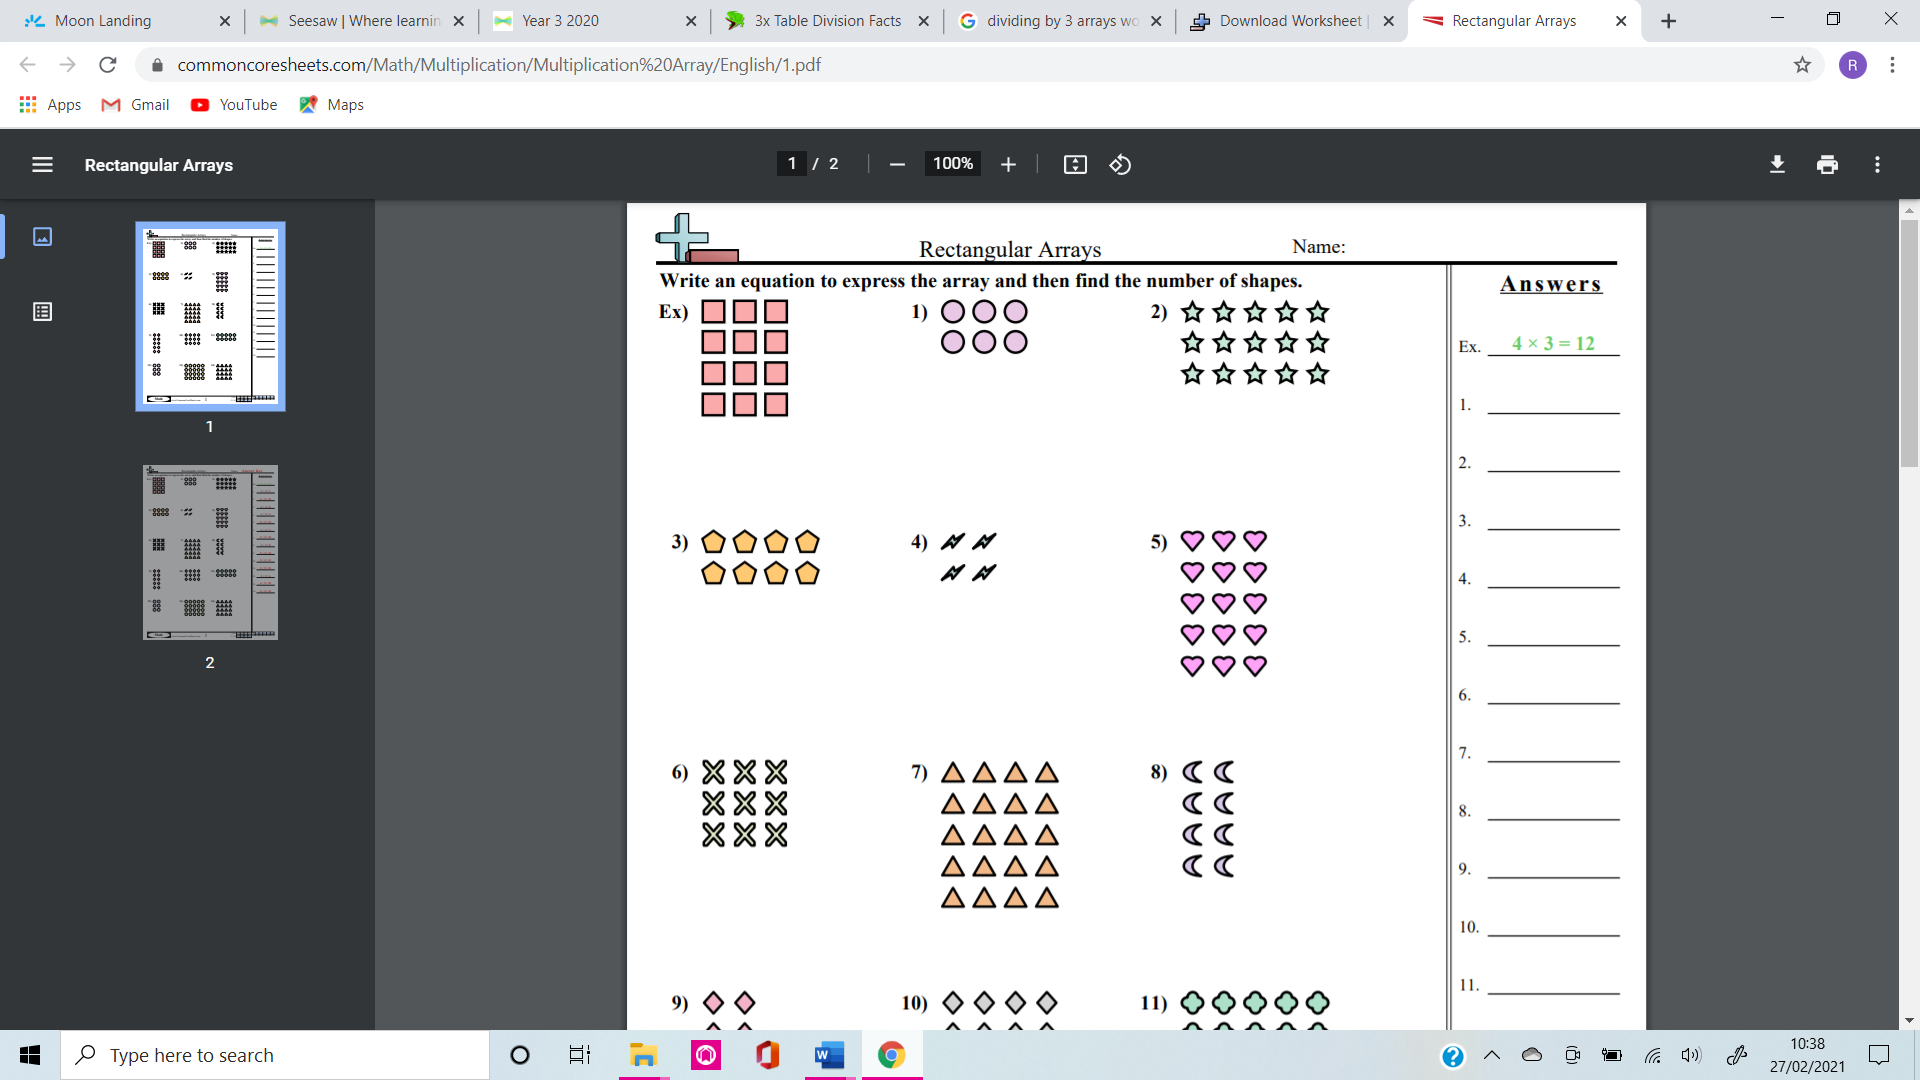 Moon Landing
Seesaw | Where learnin
Year 3 2020
3x Table Division Facts
dividing by 3 arrays wo
Download Worksheet |
Rectangular Arrays
commoncoresheets.com/Math/Multiplication/Multiplication%20Array/English/1.pdf
R
Apps
Gmail
YouTube
Maps
Rectangular Arrays
1 / 2
100%
1
2
Rectangular Arrays
Name:
Write an equation to express the array and then find the number of shapes.
Answers
Ex)
1)
2)
3)
4)
5)
6)
7)
8)
9)
10)
11)
Ex. 4 × 3 = 12
1.
2.
3.
4.
5.
6.
7.
8.
9.
10.
11.
Type here to search
10:38
27/02/2021